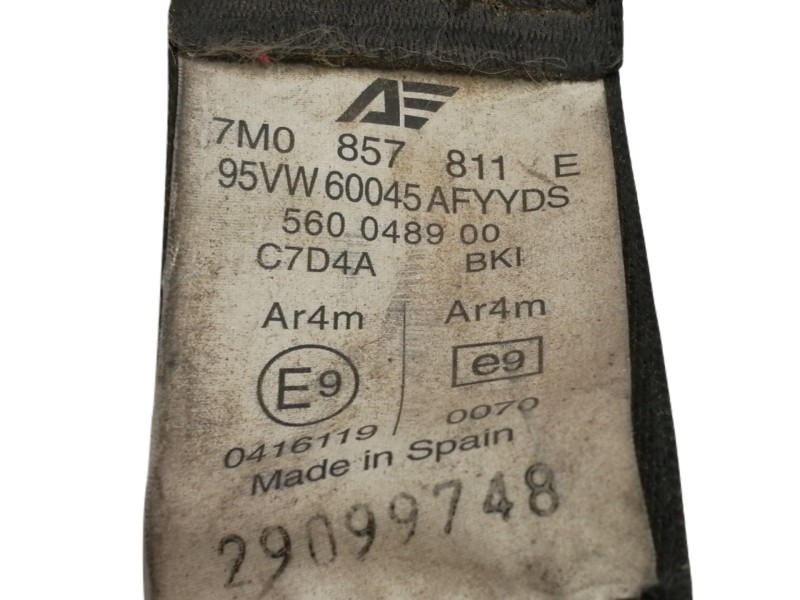 AE
7M0 857 811 E
95VW 60045 AFYYDS
560 0489 00
C7D4A BKI
Ar4m Ar4m
E9 e9
0416119 0070
Made in Spain
29099748